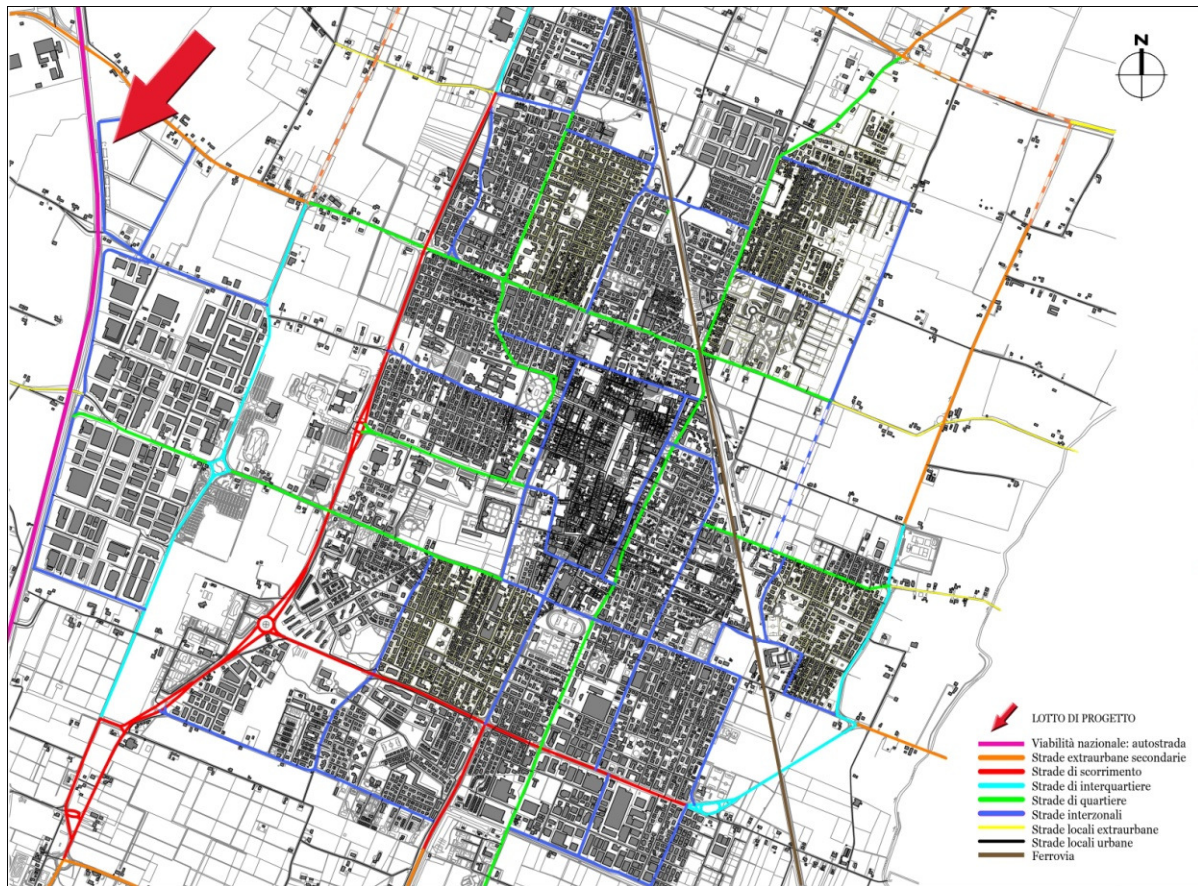 N
LOTTO DI PROGETTO
Viabilità nazionale: autostrada
Strade extraurbane secondarie
Strade di scorrimento
Strade di interquartiere
Strade di quartiere
Strade interzonali
Strade locali extraurbane
Strade locali urbane
Ferrovia